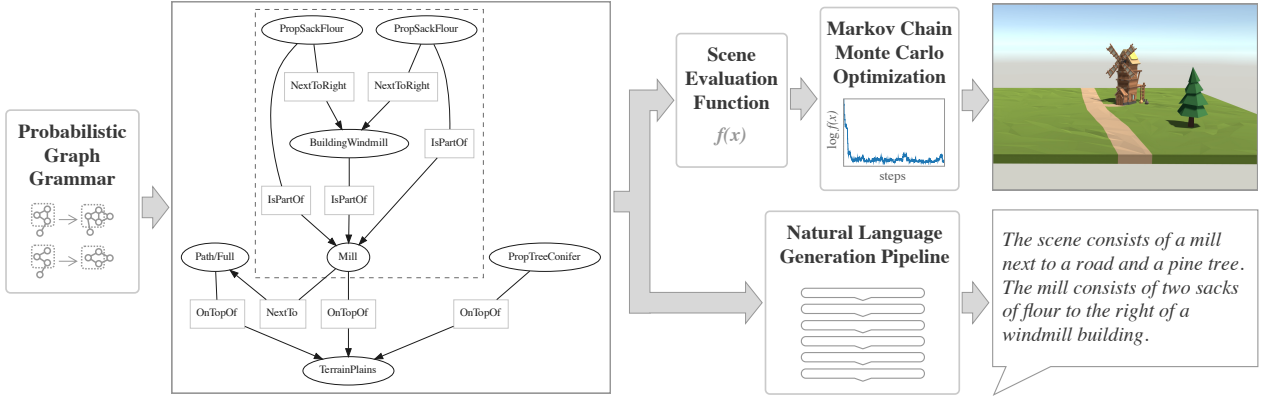 Probabilistic
Graph
Grammar
PropSackFlour
PropSackFlour
NextToRight
NextToRight
BuildingWindmill
IsPartOf
IsPartOf
IsPartOf
Path/Full
Mill
PropTreeConifer
OnTopOf
NextTo
OnTopOf
OnTopOf
TerrainPlains
Scene
Evaluation
Function
f(x)
Markov Chain
Monte Carlo
Optimization
log f(x)
steps
Natural Language
Generation Pipeline
The scene consists of a mill
next to a road and a pine tree.
The mill consists of two sacks
of flour to the right of a
windmill building.